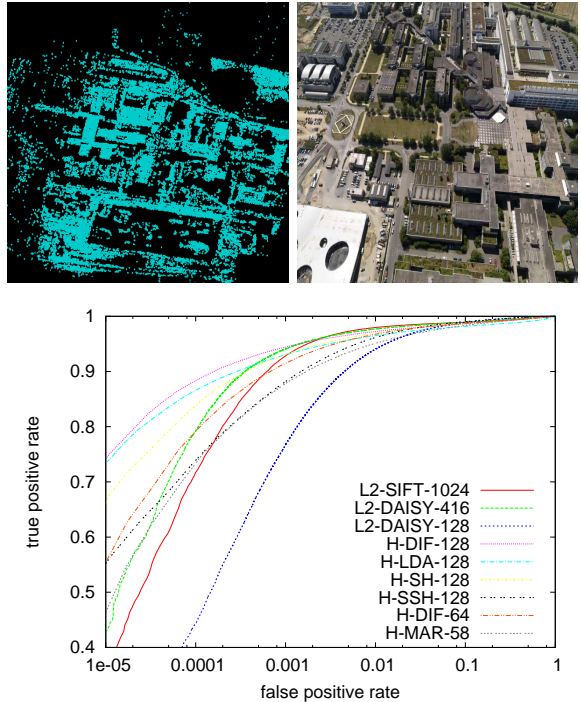 1
0.9
0.8
0.7
0.6
0.5
0.4
true positive rate
L2-SIFT-1024
L2-DAISY-416
L2-DAISY-128
H-DIF-128
H-LDA-128
H-SH-128
H-SSH-128
H-DIF-64
H-MAR-58
1e-05 0.0001 0.001 0.01 0.1 1
false positive rate